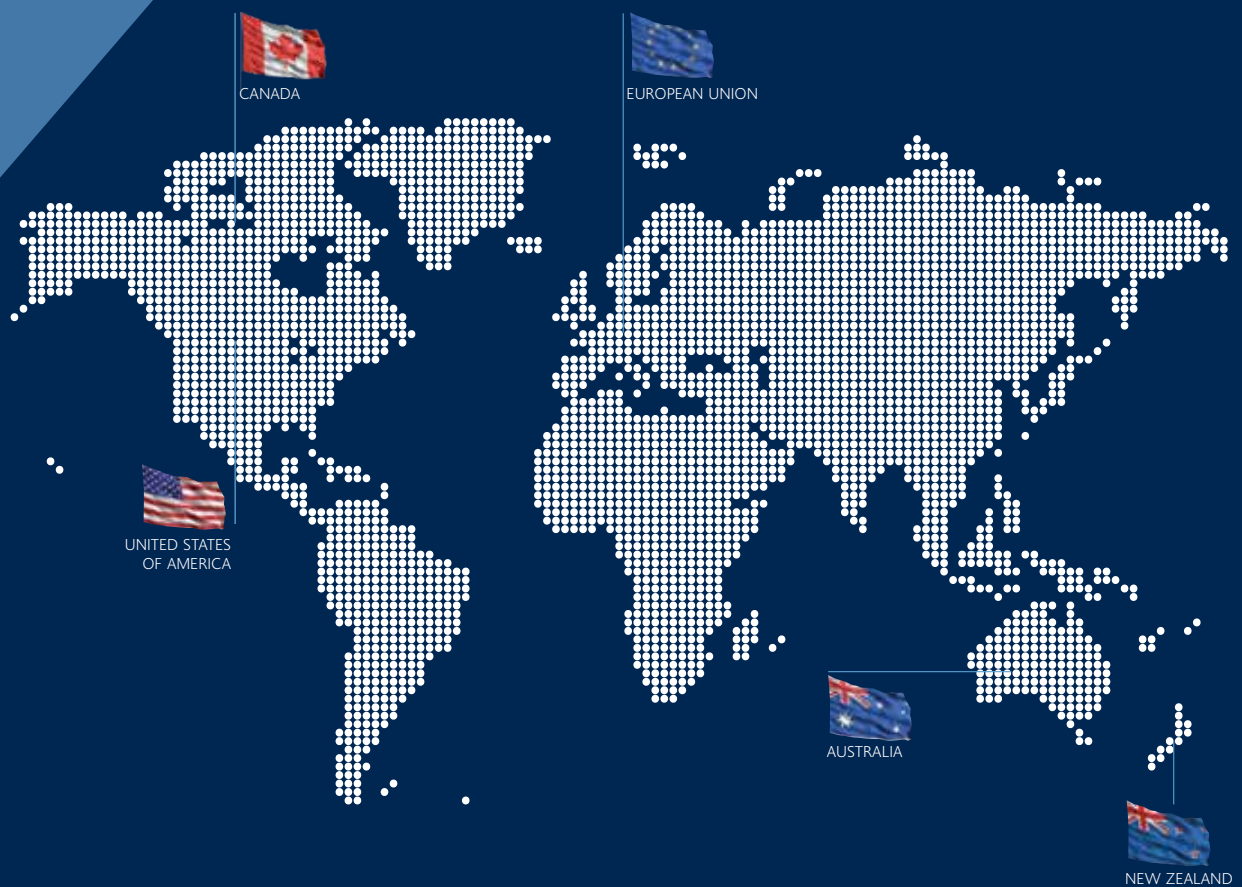 CANADA
EUROPEAN UNION
UNITED STATES
OF AMERICA
AUSTRALIA
NEW ZEALAND